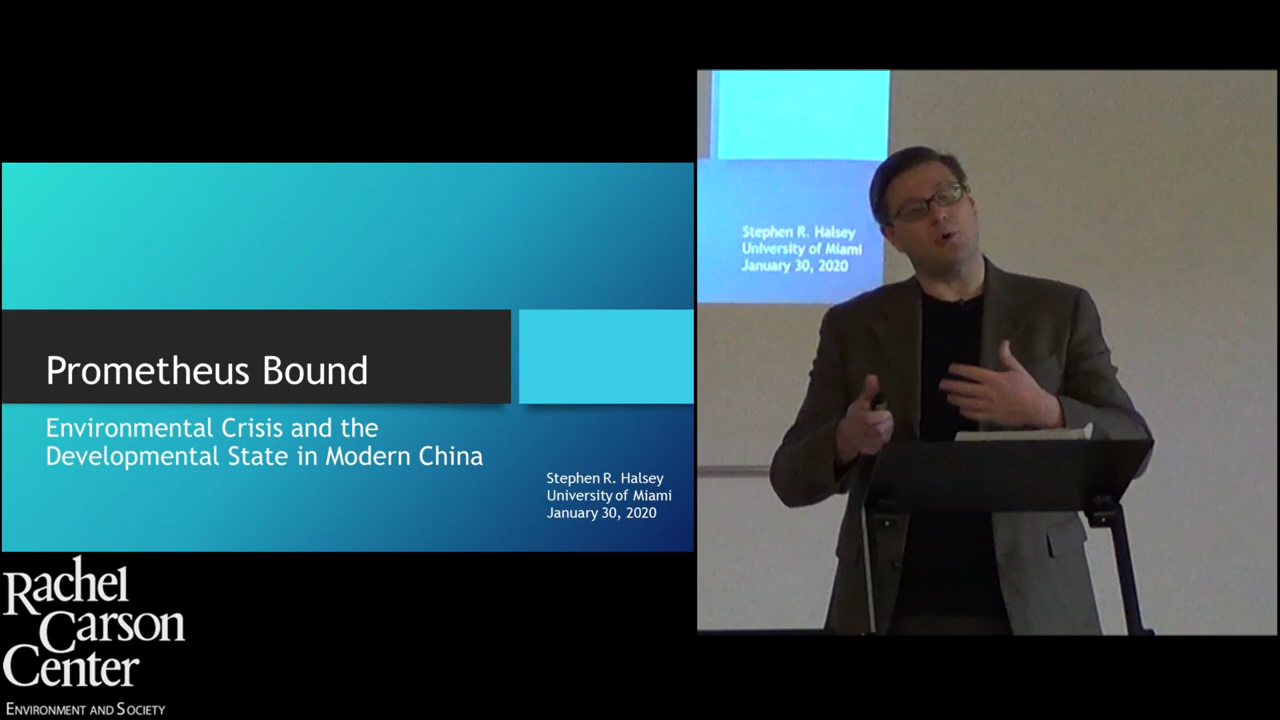 Prometheus Bound
Environmental Crisis and the
Developmental State in Modern China
Stephen R. Halsey
University of Miami
January 30, 2020
Stephen R. Halsey
University of Miami
January 30, 2020
Rachel
Carson
Center
ENVIRONMENT AND SOCIETY